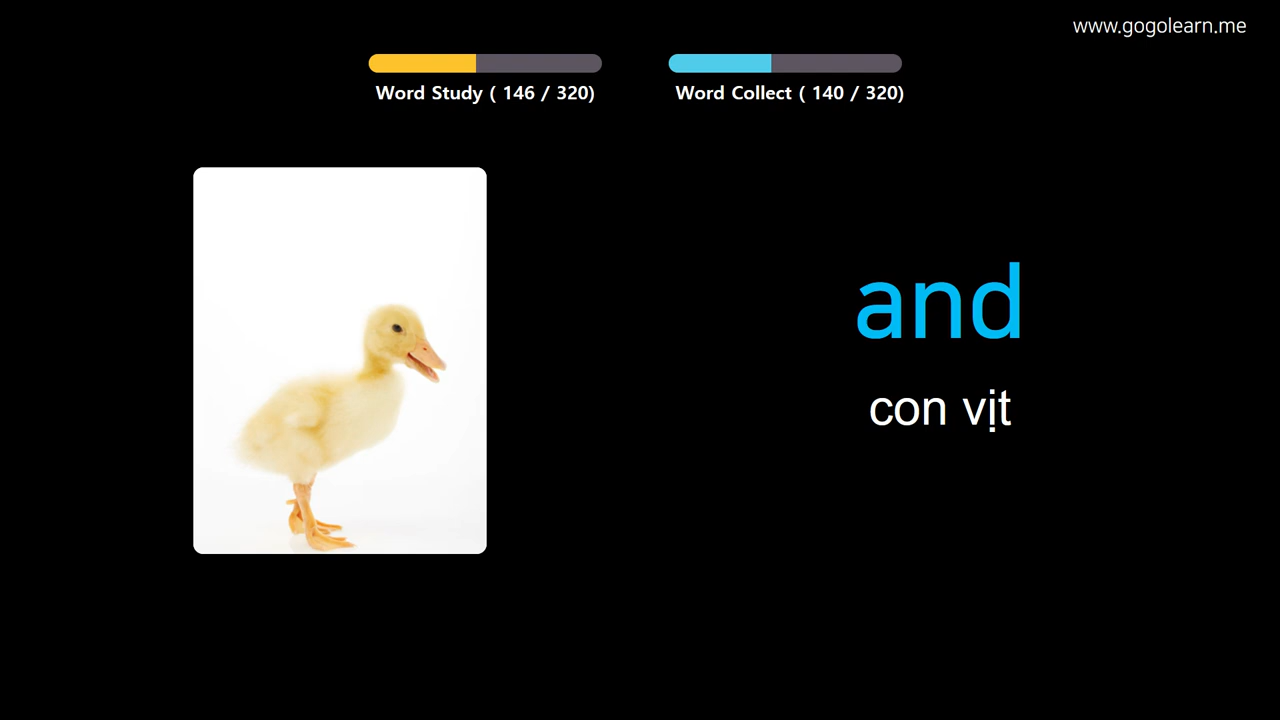 www.gogolearn.me
Word Study ( 146 / 320)
Word Collect ( 140 / 320)
and
con vịt